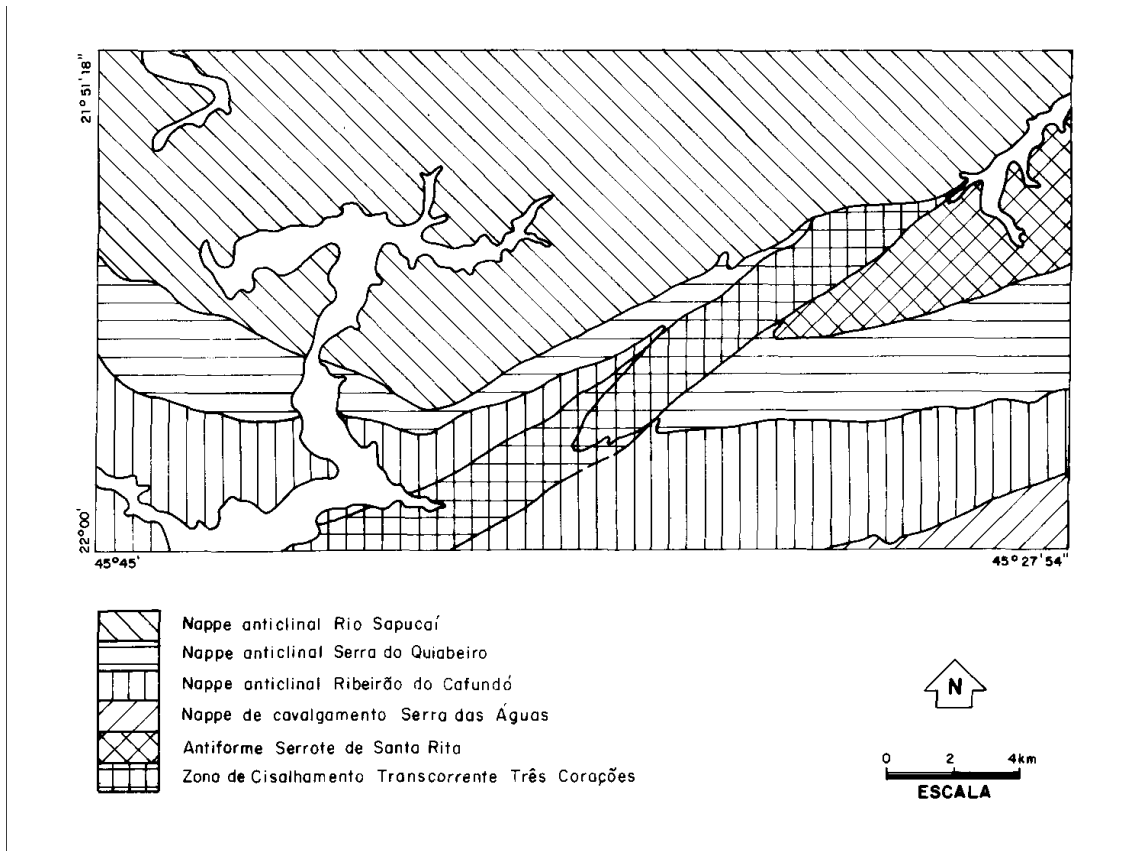 21°51'18"
22°00'
45°45'
45°27'54"
Nappe anticlinal Rio Sapucaí
Nappe anticlinal Serra do Quiabeiro
Nappe anticlinal Ribeirão do Cafundó
Nappe de cavalgamento Serra das Águas
Antiforme Serrote de Santa Rita
Zona de Cisalhamento Transcorrente Três Corações
N
0 2 4km
ESCALA